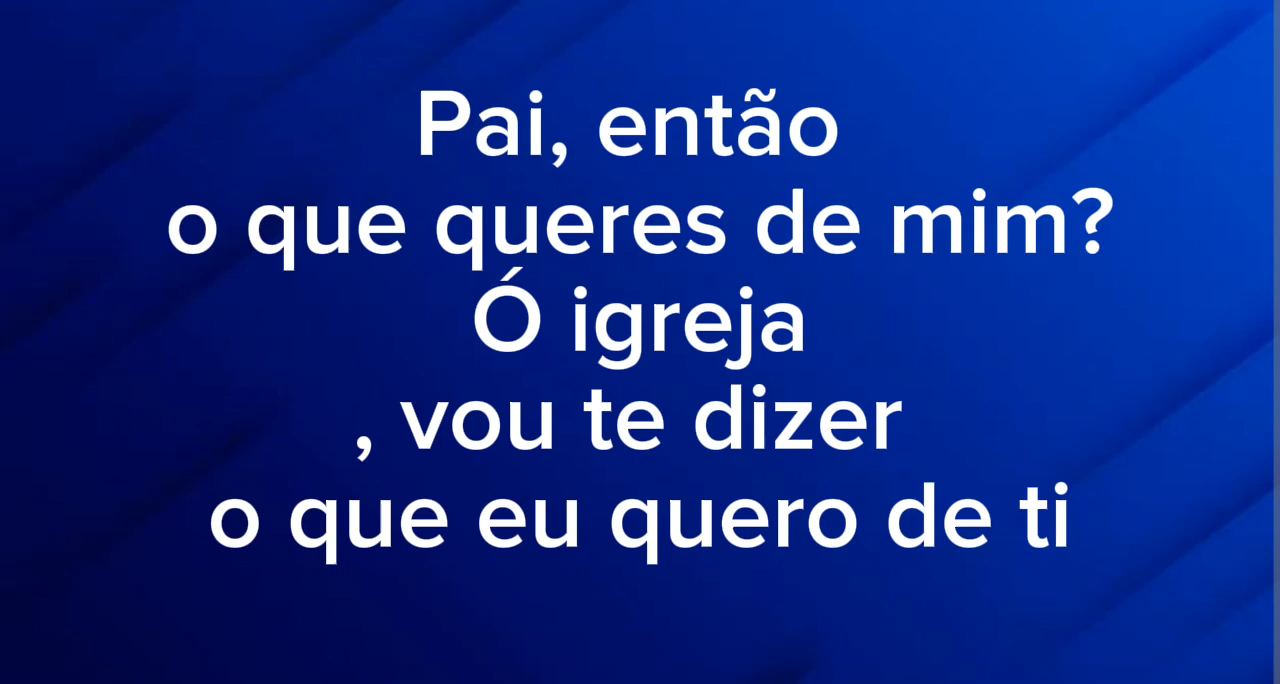 Pai, então
o que queres de mim?
Ó igreja
, vou te dizer
o que eu quero de ti